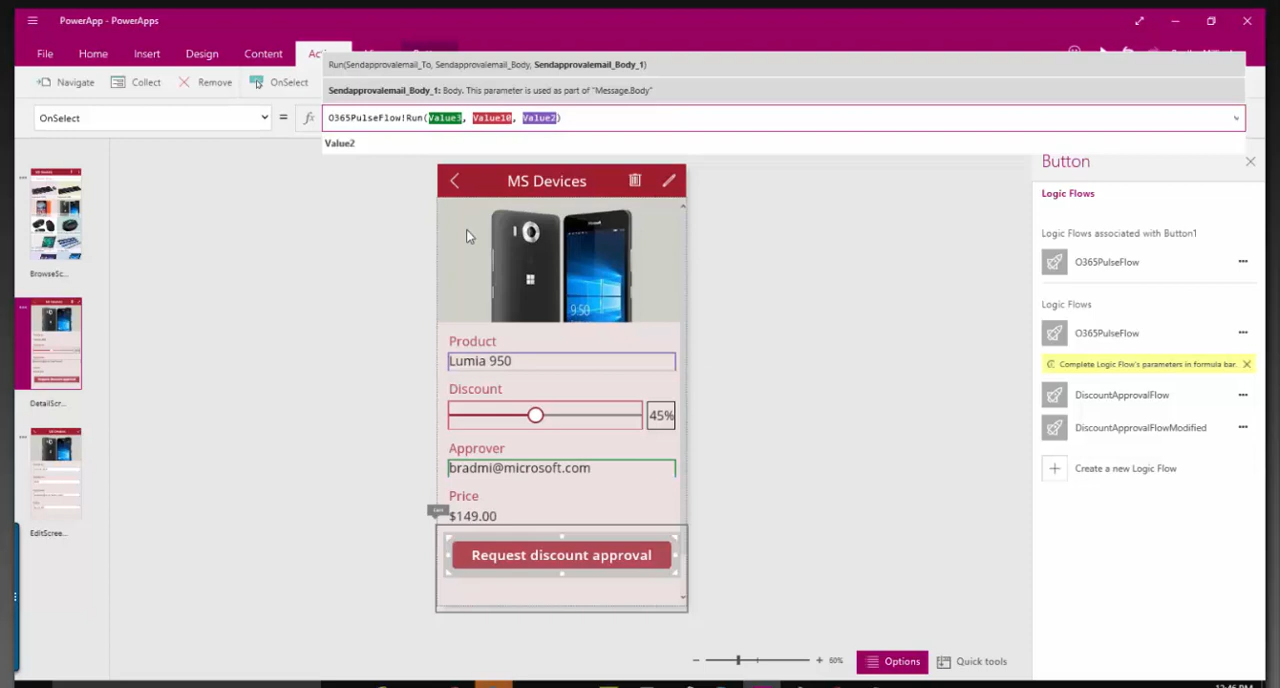 PowerApp - PowerApps
File Home Insert Design Content
Run(Sendapprovalemail_To, Sendapprovalemail_Body, Sendapprovalemail_Body_1)
Navigate Collect Remove OnSelect
Sendapprovalemail_Body_1: Body. This parameter is used as part of "Message.Body"
OnSelect = fx O365PulseFlow!Run(Value3, Value10, Value2)
Value2
BrowseSc...
DetailScr...
EditScree...
MS Devices
Product
Lumia 950
Discount
45%
Approver
bradmi@microsoft.com
Price
$149.00
Request discount approval
Button
Logic Flows
Logic Flows associated with Button1
O365PulseFlow
Logic Flows
O365PulseFlow
Complete Logic Flow's parameters in formula bar.
DiscountApprovalFlow
DiscountApprovalFlowModified
Create a new Logic Flow
60% Options Quick tools